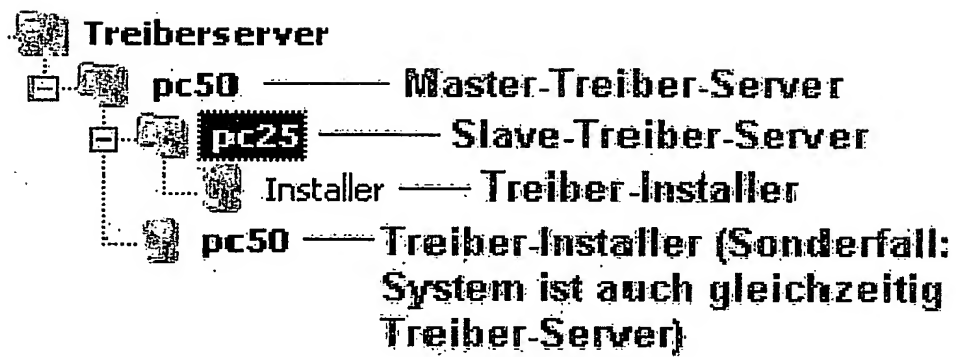 Treiberserver
pc50 Master-Treiber-Server
pc25 Slave-Treiber-Server
Installer Treiber-Installer
pc50 Treiber-Installer (Sonderfall:
System ist auch gleichzeitig
Treiber-Server)